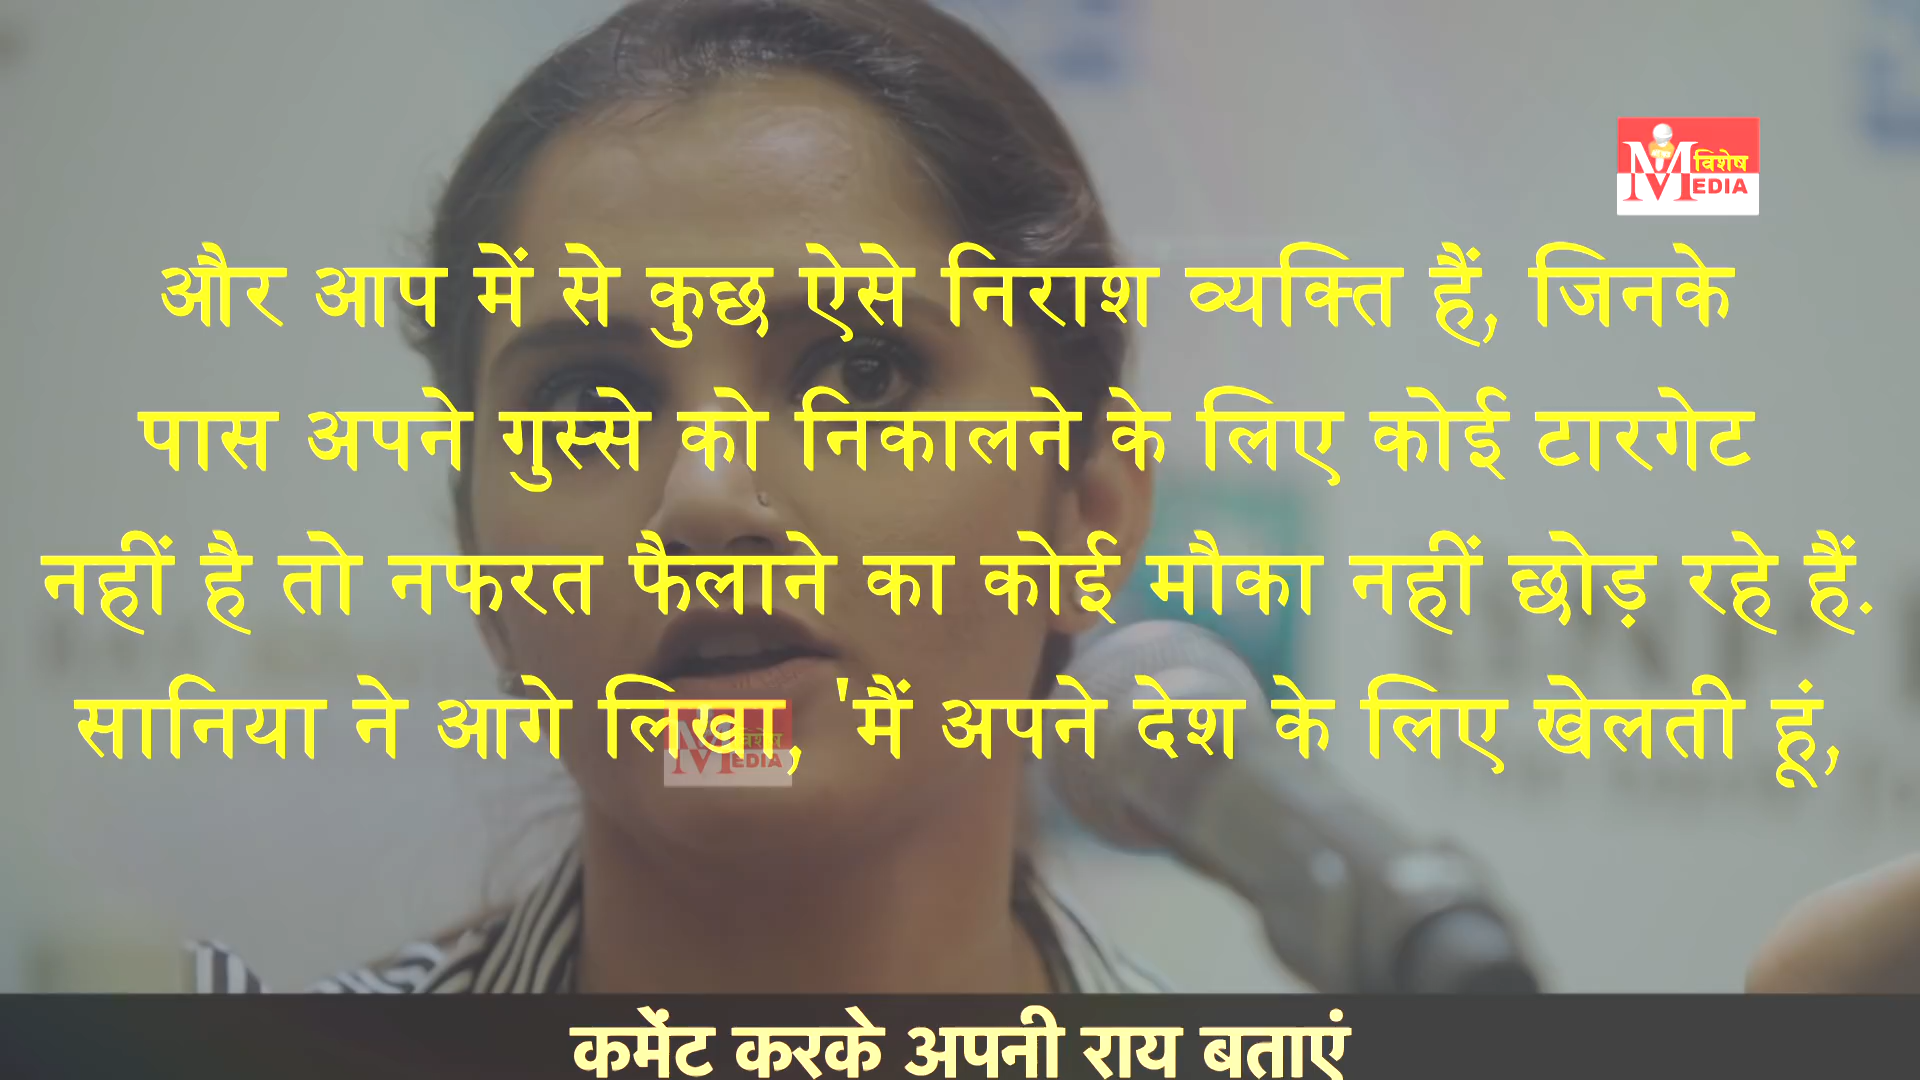 विशेष
MEDIA
और आप में से कुछ ऐसे निराश व्यक्ति हैं, जिनके
पास अपने गुस्से को निकालने के लिए कोई टारगेट
नहीं है तो नफरत फैलाने का कोई मौका नहीं छोड़ रहे हैं.
सानिया ने आगे लिखा, 'मैं अपने देश के लिए खेलती हूं,
विशेष
MEDIA
कमेंट करके अपनी राय बताएं